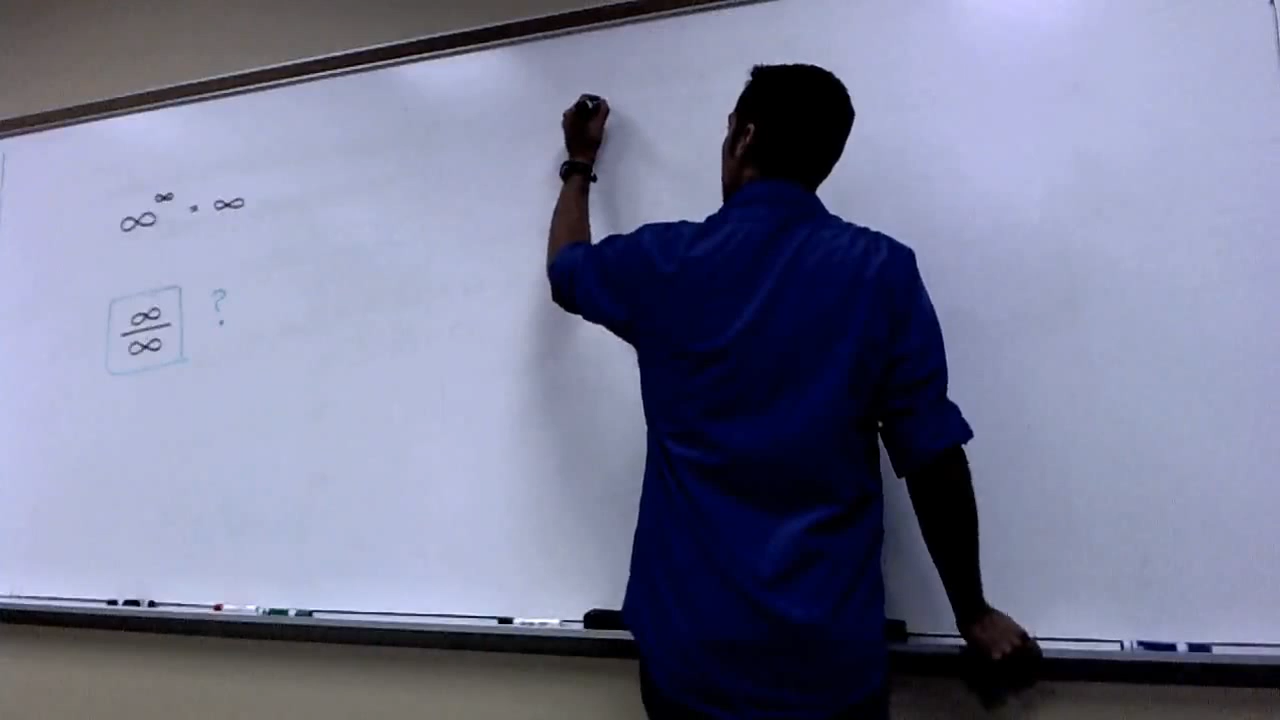 ∞^∞ = ∞
∞/∞ ?